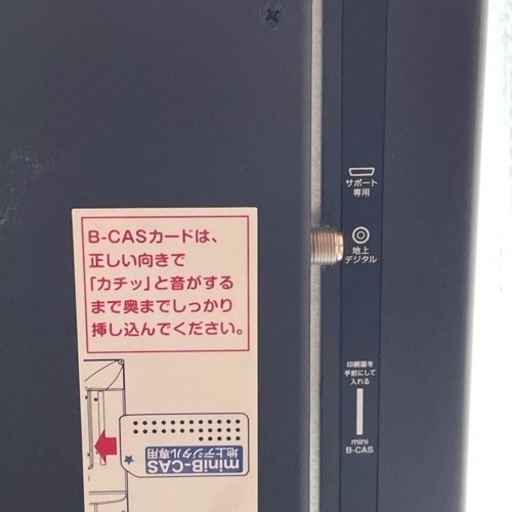 B-CASカードは、
正しい向きで
「カチッ」と音がする
まで奥までしっかり
挿し込んでください。
miniB-CAS
地上デジタル専用
サポート
専用
地上
デジタル
印刷面を
手前にして
入れる
mini
B-CAS